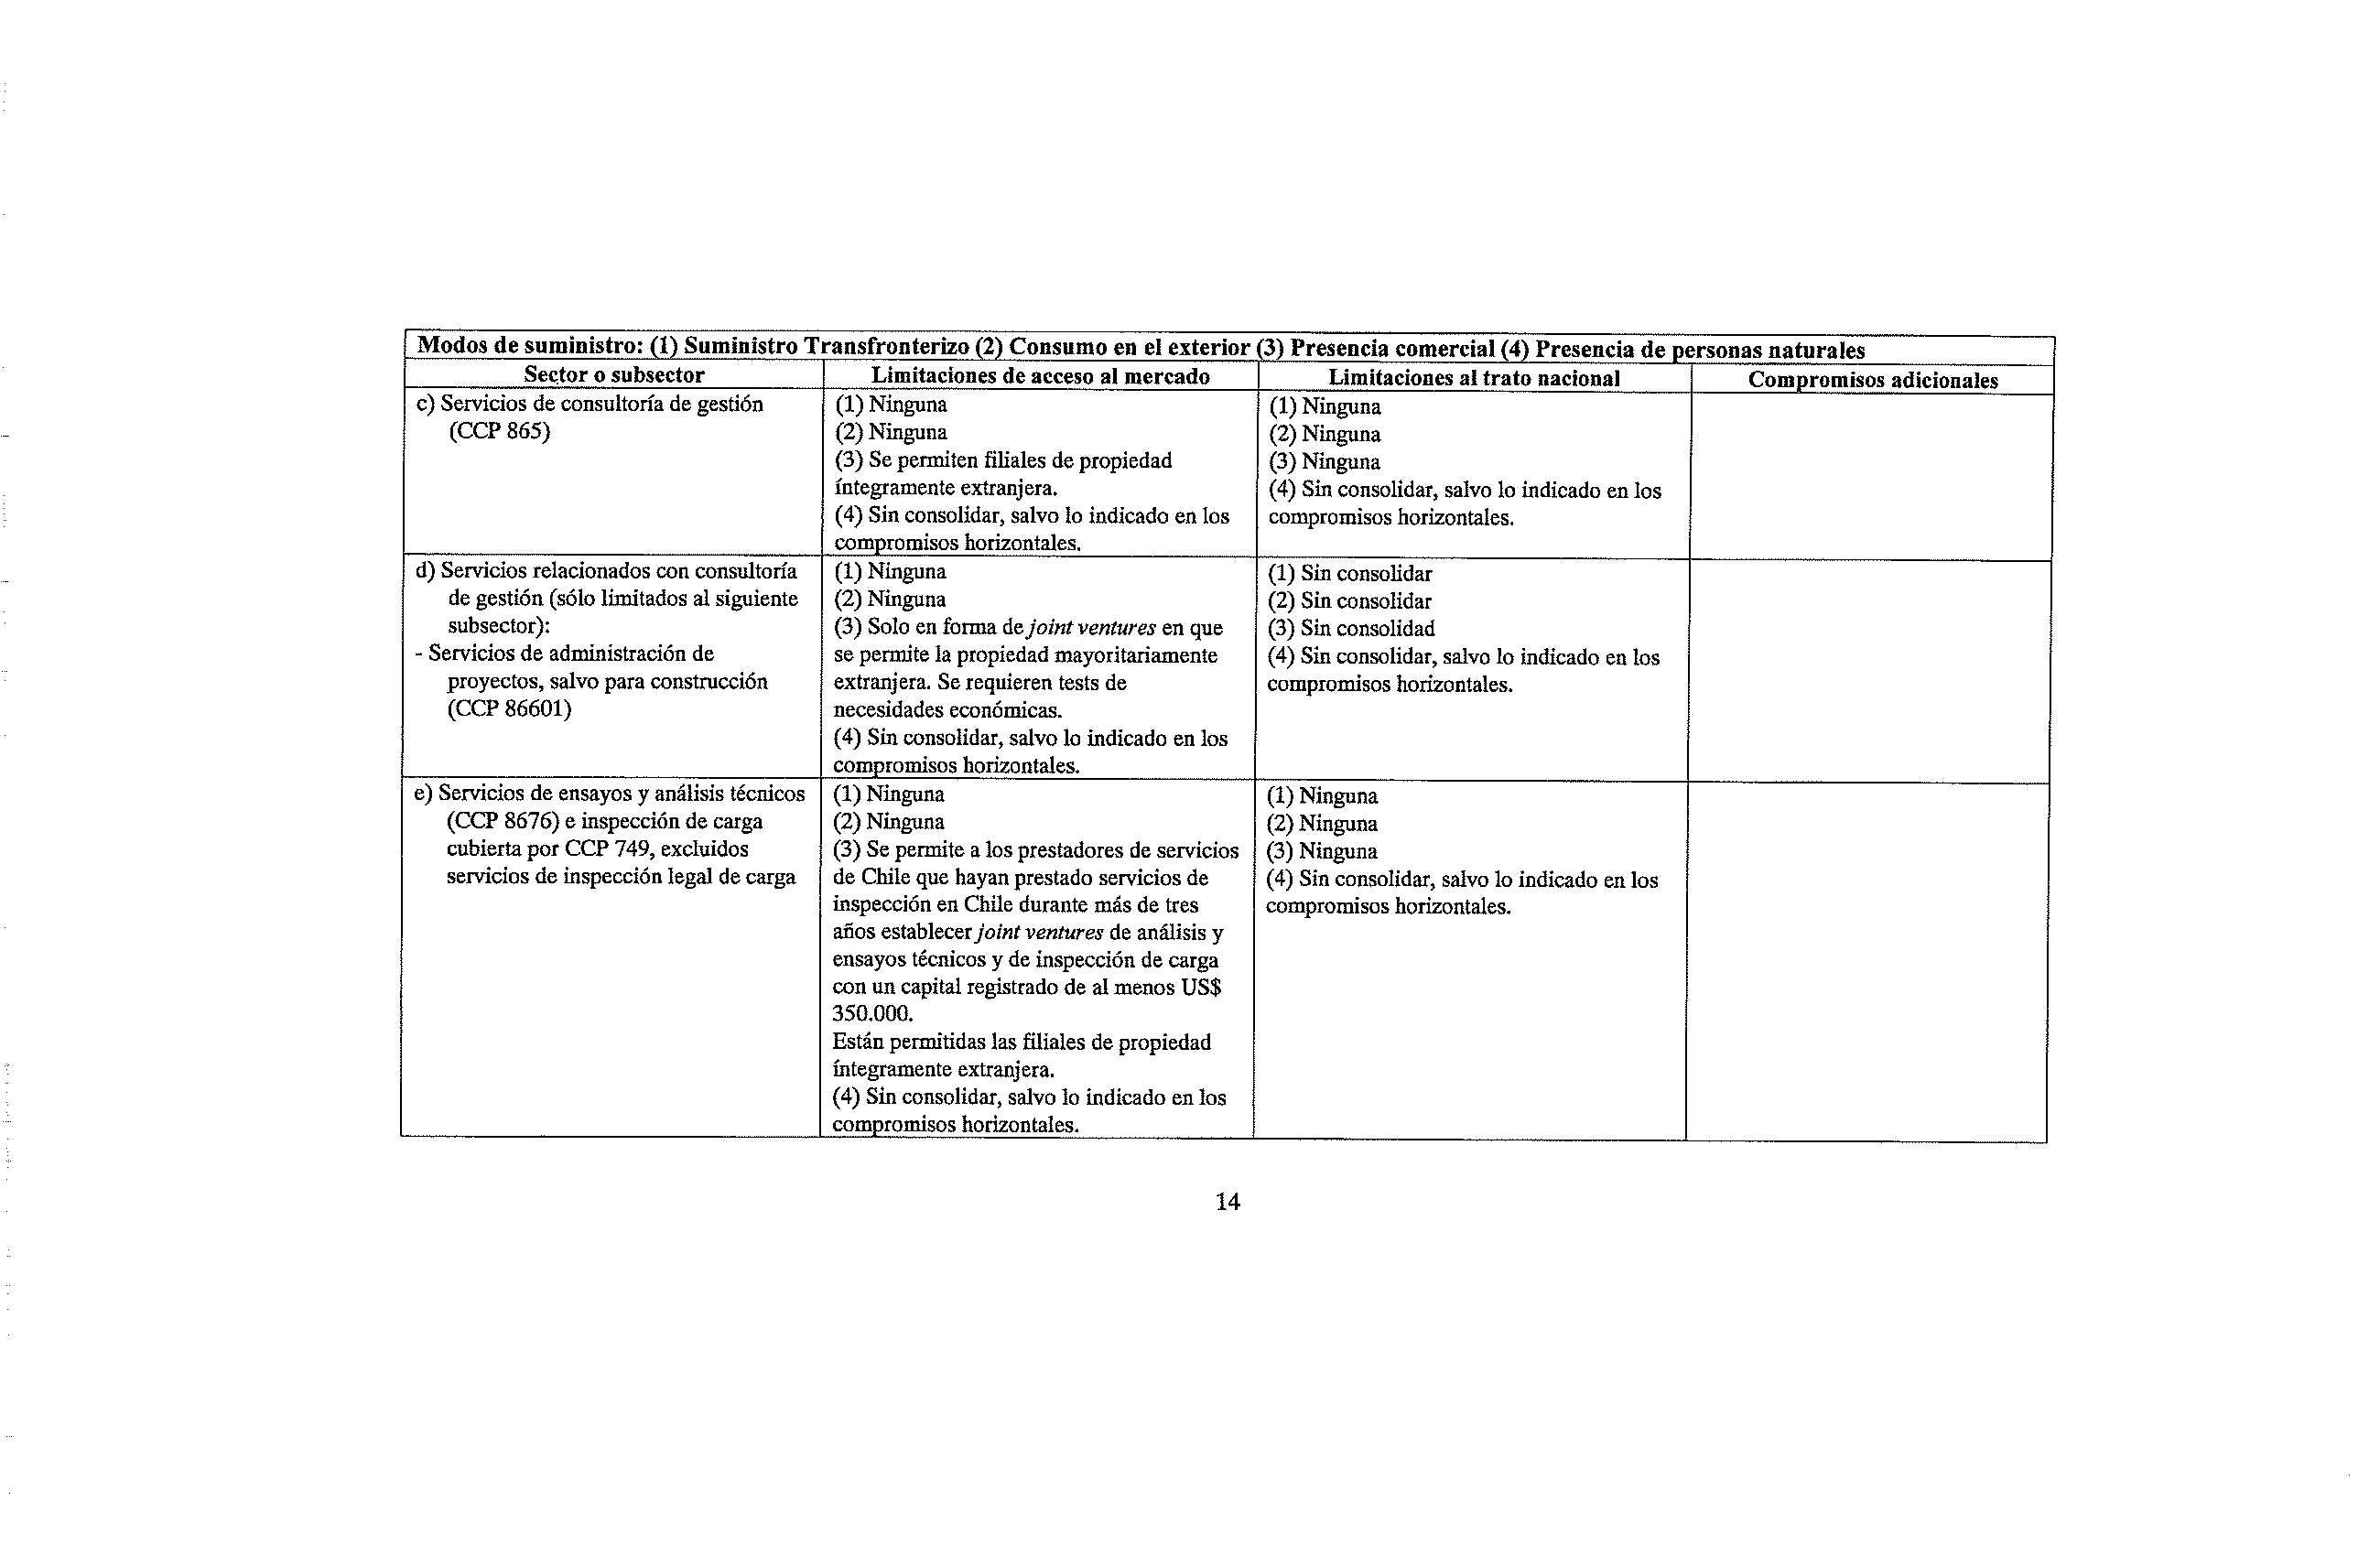 Modos de suministro: (1) Suministro Transfronterizo (2) Consumo en el exterior (3) Presencia comercial (4) Presencia de personas naturales
Sector o subsector
Limitaciones de acceso al mercado
Limitaciones al trato nacional
Compromisos adicionales
c) Servicios de consultoría de gestión
(CCP 865)
(1) Ninguna
(2) Ninguna
(3) Se permiten filiales de propiedad
íntegramente extranjera.
(4) Sin consolidar, salvo lo indicado en los
compromisos horizontales.
(1) Ninguna
(2) Ninguna
(3) Ninguna
(4) Sin consolidar, salvo lo indicado en los
compromisos horizontales.
d) Servicios relacionados con consultoría
de gestión (sólo limitados al siguiente
subsector):
- Servicios de administración de
proyectos, salvo para construcción
(CCP 86601)
(1) Ninguna
(2) Ninguna
(3) Solo en forma de joint ventures en que
se permite la propiedad mayoritariamente
extranjera. Se requieren tests de
necesidades económicas.
(4) Sin consolidar, salvo lo indicado en los
compromisos horizontales.
(1) Sin consolidar
(2) Sin consolidar
(3) Sin consolidad
(4) Sin consolidar, salvo lo indicado en los
compromisos horizontales.
e) Servicios de ensayos y análisis técnicos
(CCP 8676) e inspección de carga
cubierta por CCP 749, excluidos
servicios de inspección legal de carga
(1) Ninguna
(2) Ninguna
(3) Se permite a los prestadores de servicios
de Chile que hayan prestado servicios de
inspección en Chile durante más de tres
años establecer joint ventures de análisis y
ensayos técnicos y de inspección de carga
con un capital registrado de al menos US$
350.000.
Están permitidas las filiales de propiedad
íntegramente extranjera.
(4) Sin consolidar, salvo lo indicado en los
compromisos horizontales.
(1) Ninguna
(2) Ninguna
(3) Ninguna
(4) Sin consolidar, salvo lo indicado en los
compromisos horizontales.
14